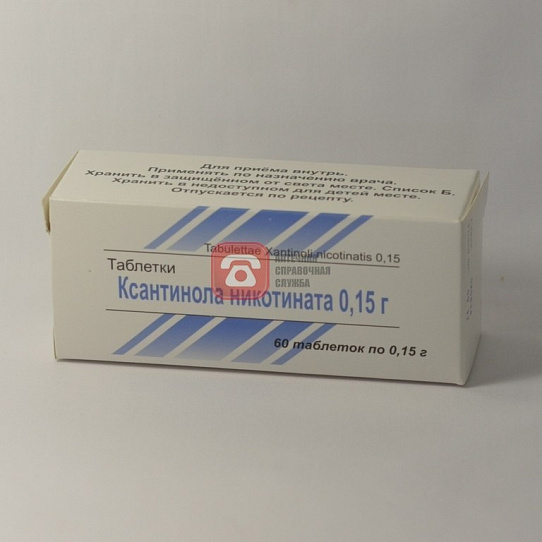 Для приёма внутрь.
Применять по назначению врача.
Хранить в защищённом от света месте. Список Б.
Хранить в недоступном для детей месте.
Отпускается по рецепту.
Tabulettae Xantinoli nicotinatis 0,15
Таблетки
Ксантинола никотината 0,15 г
60 таблеток по 0,15 г
АПТЕЧНАЯ
СПРАВОЧНАЯ
СЛУЖБА